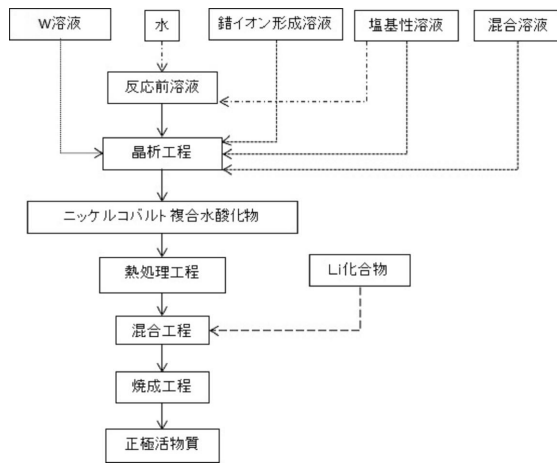 W溶液
水
錯イオン形成溶液
塩基性溶液
混合溶液
反応前溶液
晶析工程
ニッケルコバルト複合水酸化物
熱処理工程
Li化合物
混合工程
焼成工程
正極活物質